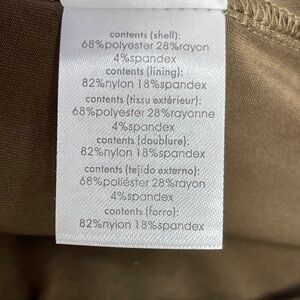 contents (shell):
68%polyester 28%rayon
4%spandex
contents (lining):
82%nylon 18%spandex
contents (tissu extérieur):
68%polyester 28%rayonne
4%spandex
contents (doublure):
82%nylon 18%spandex
contents (tejido externo):
68%poliéster 28%rayon
4%spandex
contents (forro):
82%nylon 18%spandex